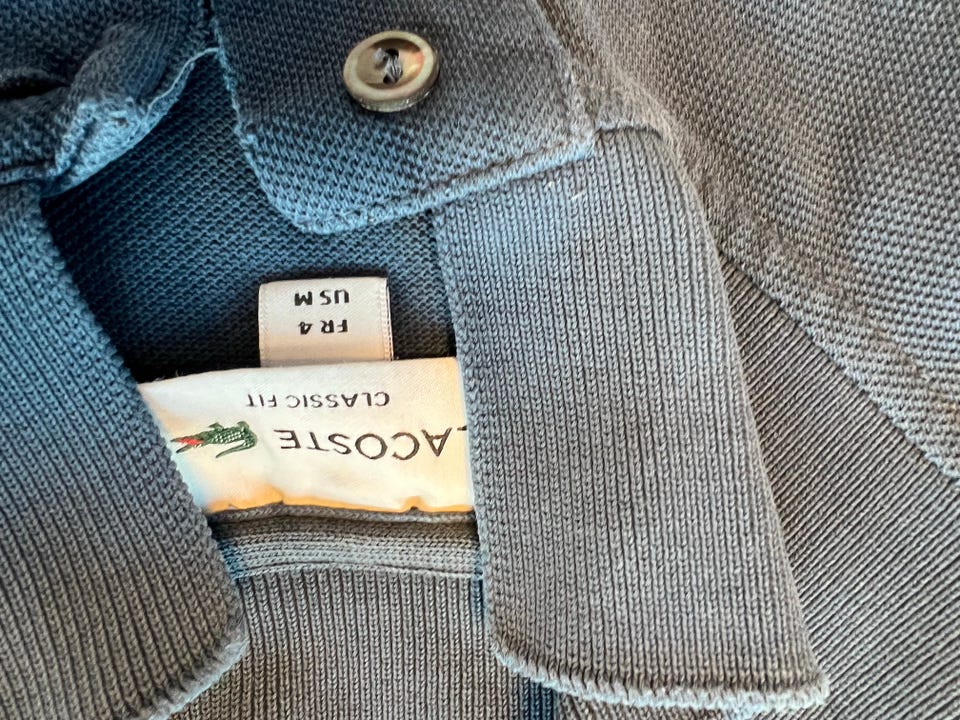 LACOSTE
CLASSIC FIT
FR 4
US M